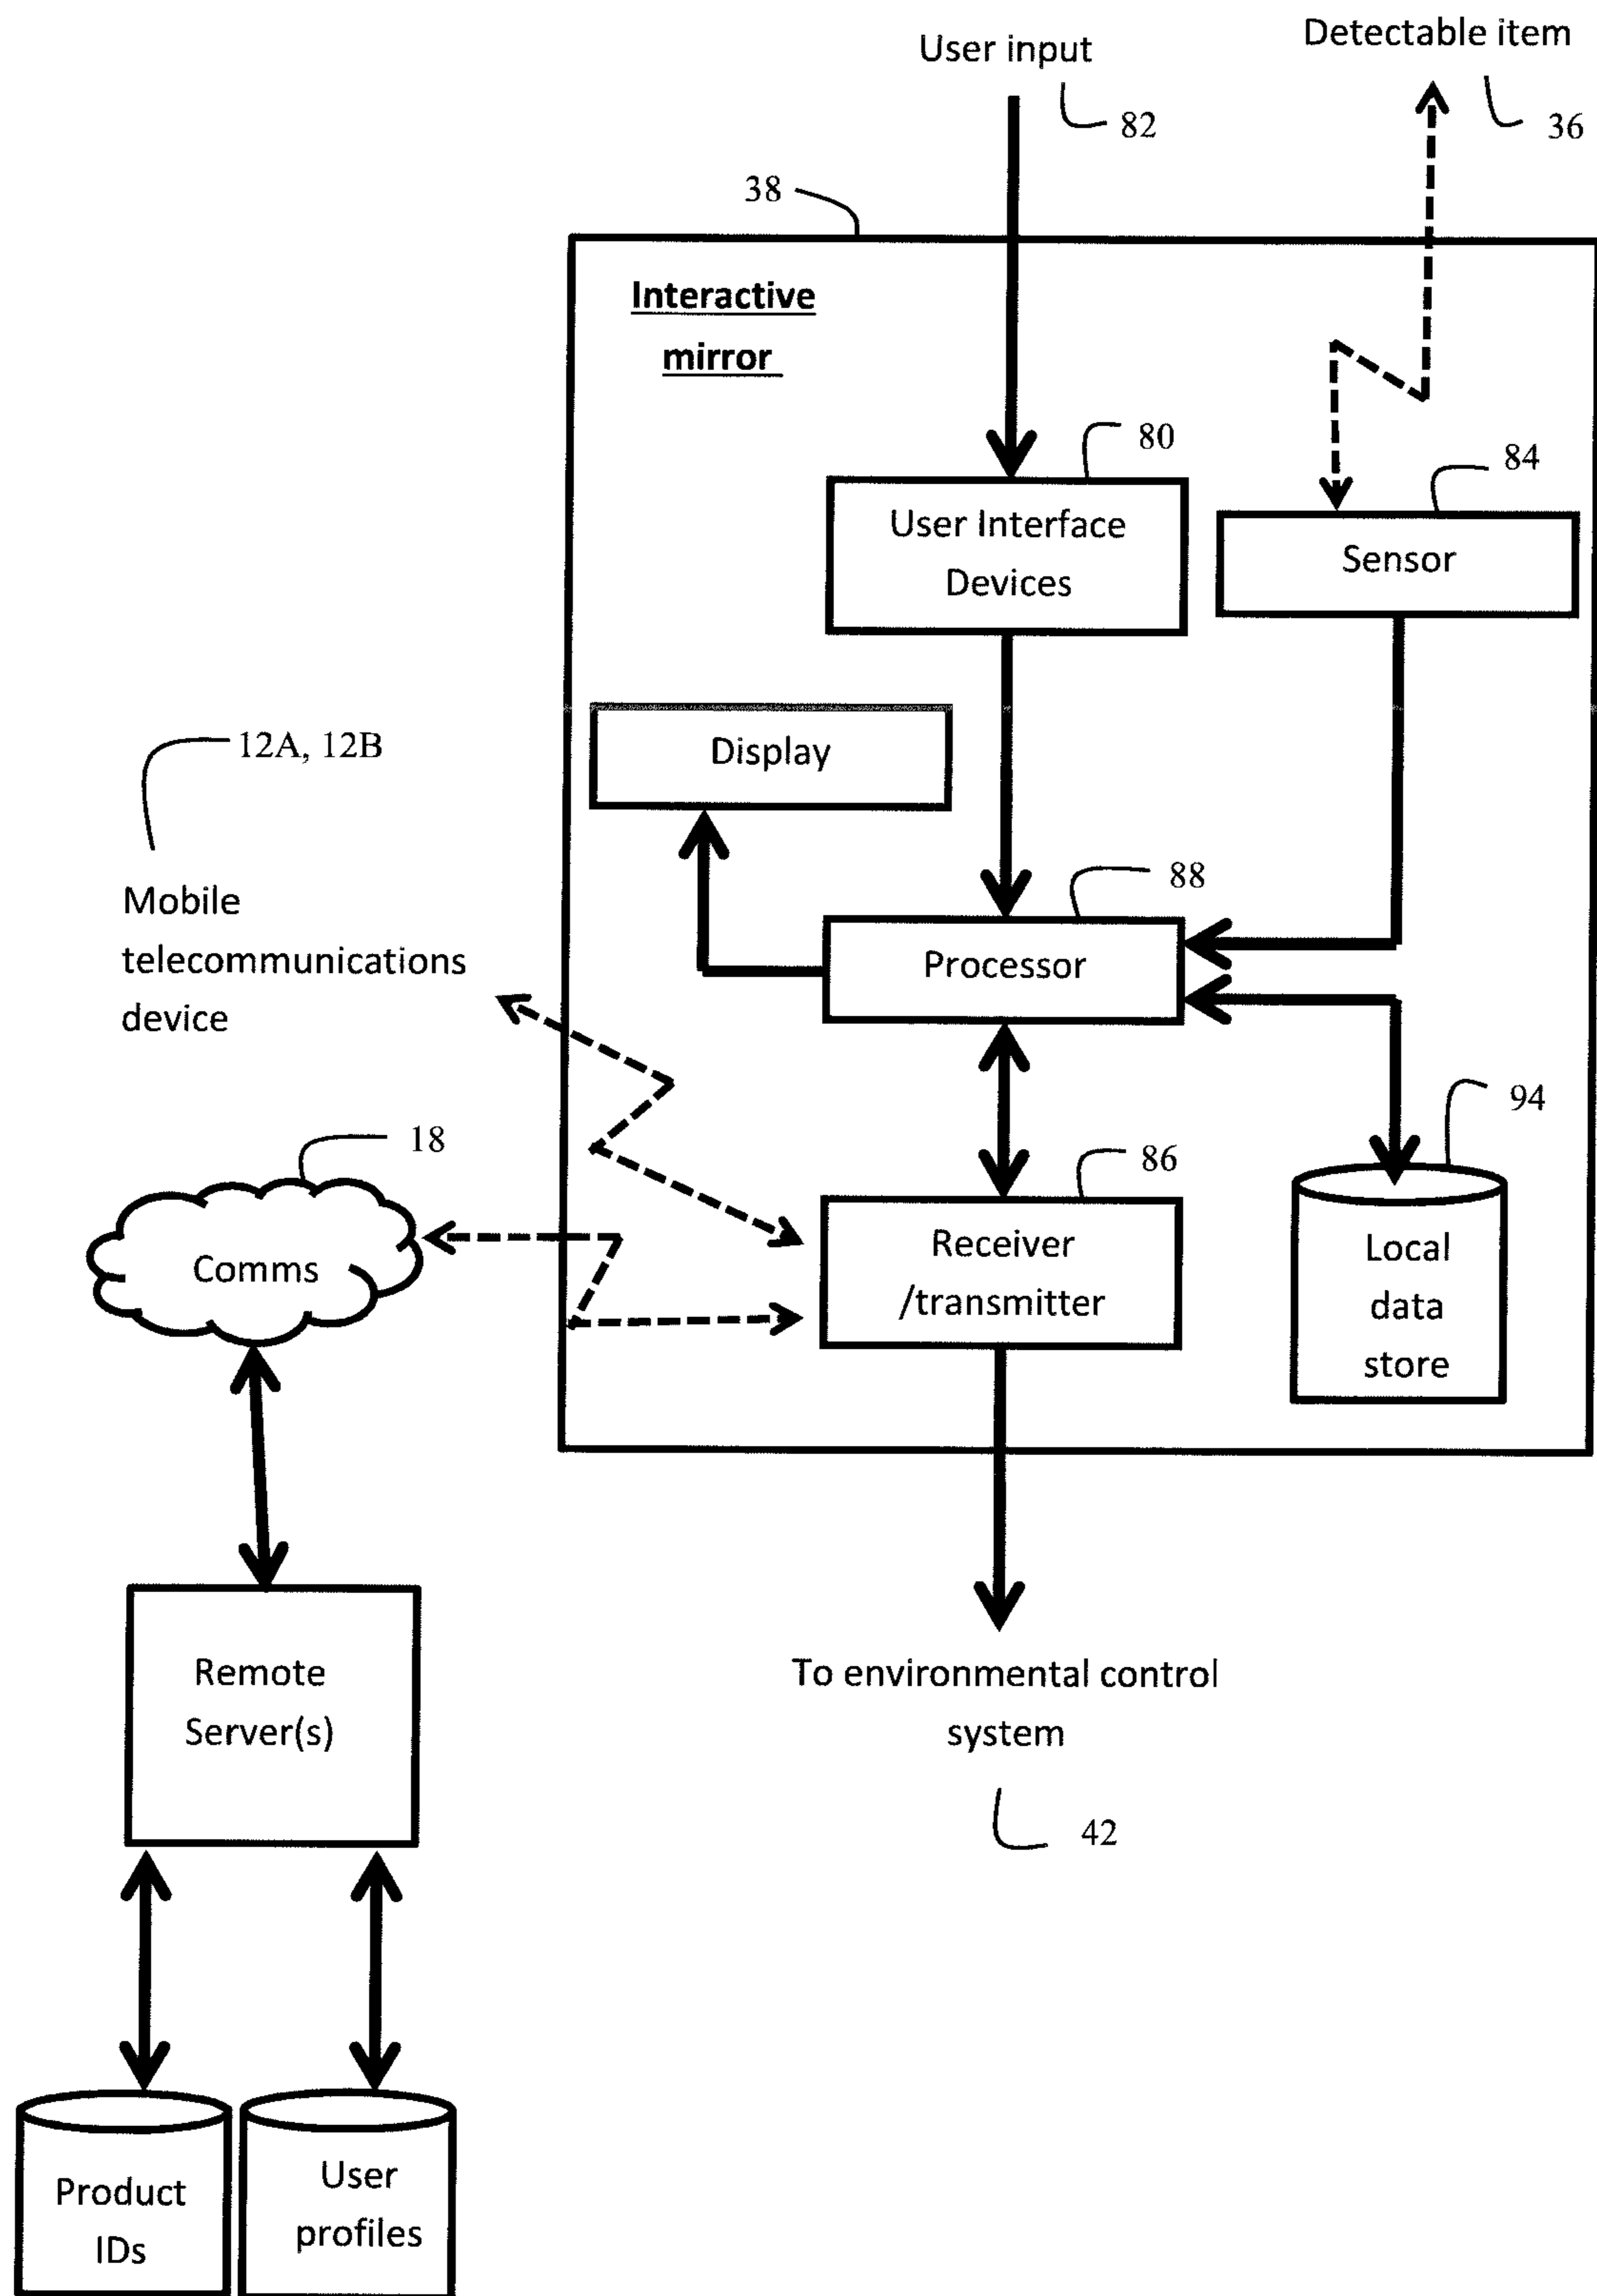 User input
82
Detectable item
36
38
Interactive
mirror
80
User Interface
Devices
84
Sensor
12A, 12B
Display
Mobile
telecommunications
device
88
Processor
18
Comms
86
Receiver
/transmitter
94
Local
data
store
Remote
Server(s)
To environmental control
system
42
Product
IDs
User
profiles